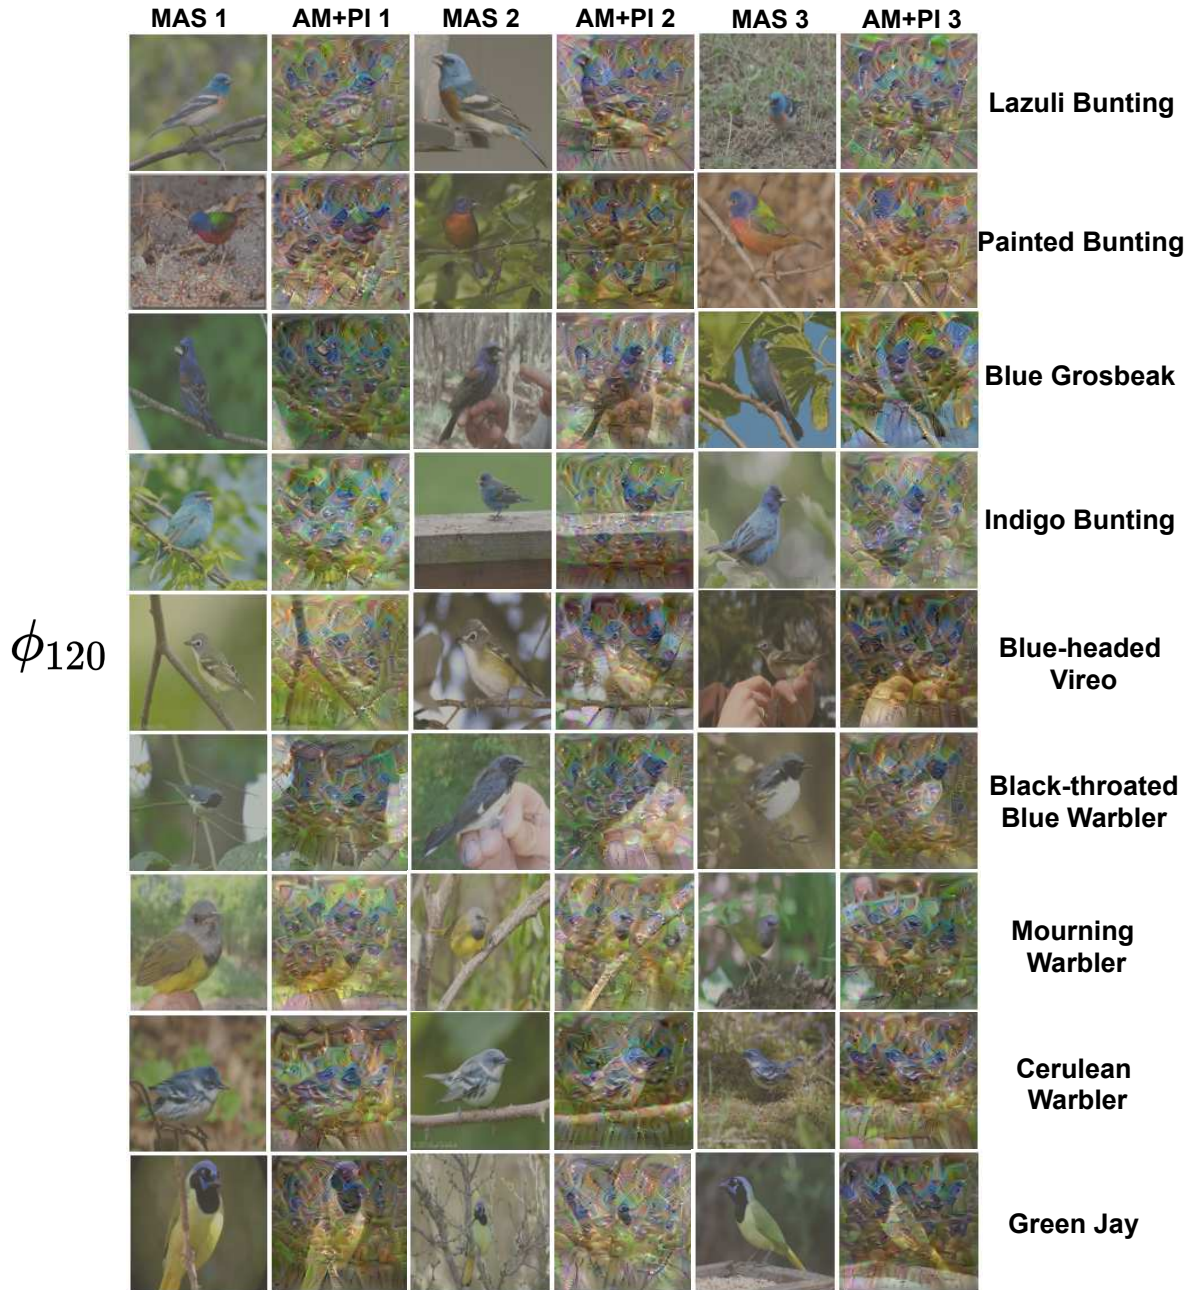 MAS 1 AM+PI 1 MAS 2 AM+PI 2 MAS 3 AM+PI 3
Lazuli Bunting
Painted Bunting
Blue Grosbeak
Indigo Bunting
ϕ120
Blue-headed
Vireo
Black-throated
Blue Warbler
Mourning
Warbler
Cerulean
Warbler
Green Jay